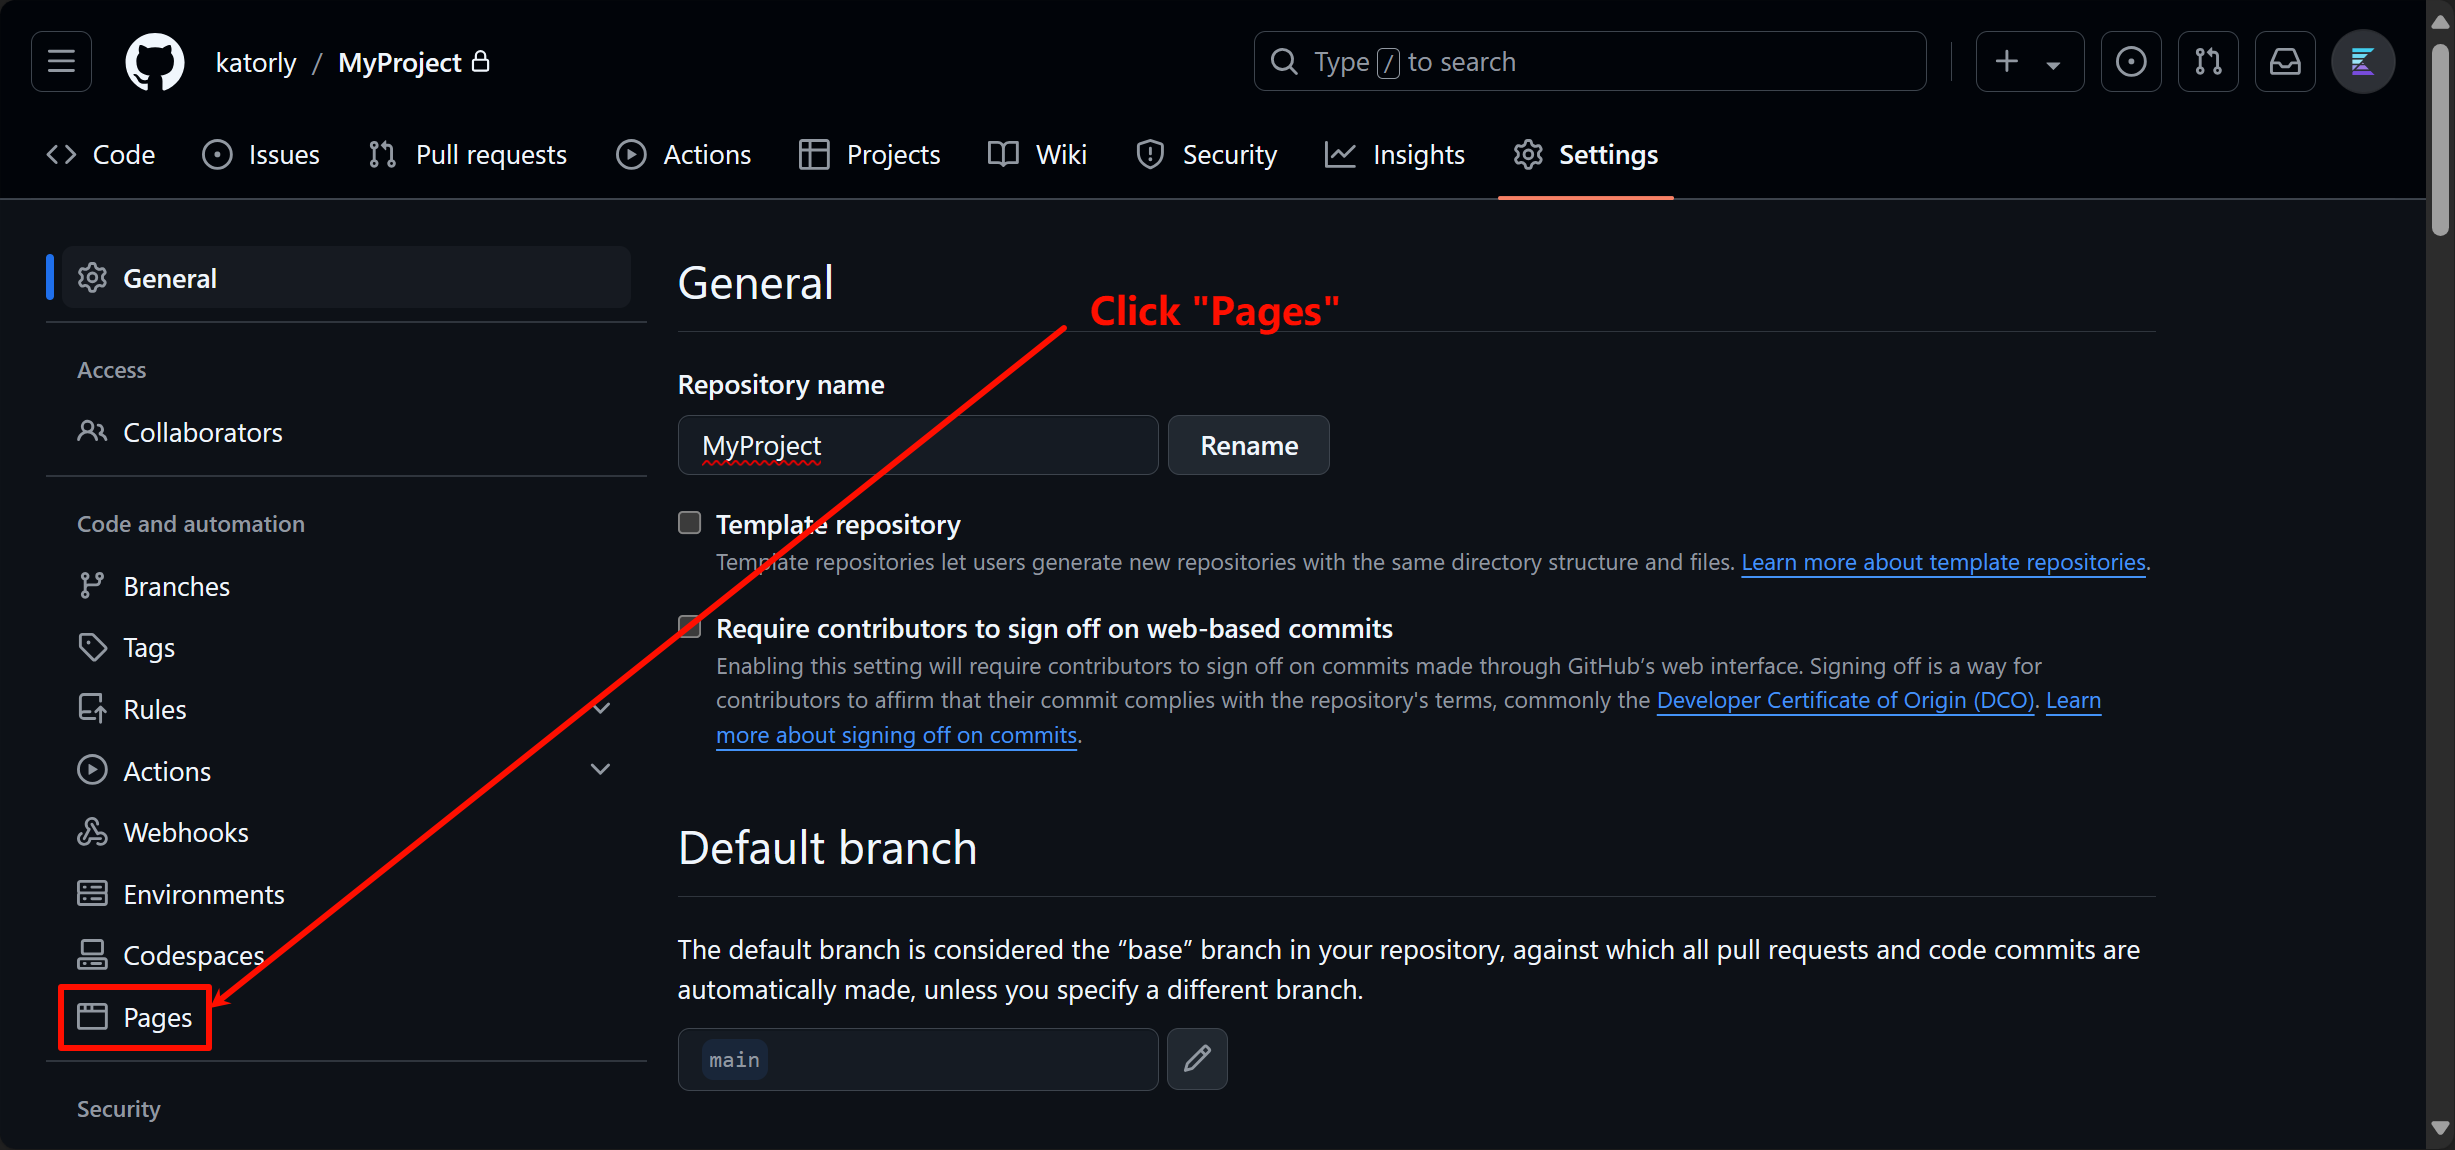 katorly / MyProject
Type / to search
Code
Issues
Pull requests
Actions
Projects
Wiki
Security
Insights
Settings
General
Access
Collaborators
Code and automation
Branches
Tags
Rules
Actions
Webhooks
Environments
Codespaces
Pages
Security
General
Click "Pages"
Repository name
MyProject
Rename
Template repository
Template repositories let users generate new repositories with the same directory structure and files. Learn more about template repositories.
Require contributors to sign off on web-based commits
Enabling this setting will require contributors to sign off on commits made through GitHub’s web interface. Signing off is a way for
contributors to affirm that their commit complies with the repository's terms, commonly the Developer Certificate of Origin (DCO). Learn
more about signing off on commits.
Default branch
The default branch is considered the “base” branch in your repository, against which all pull requests and code commits are
automatically made, unless you specify a different branch.
main